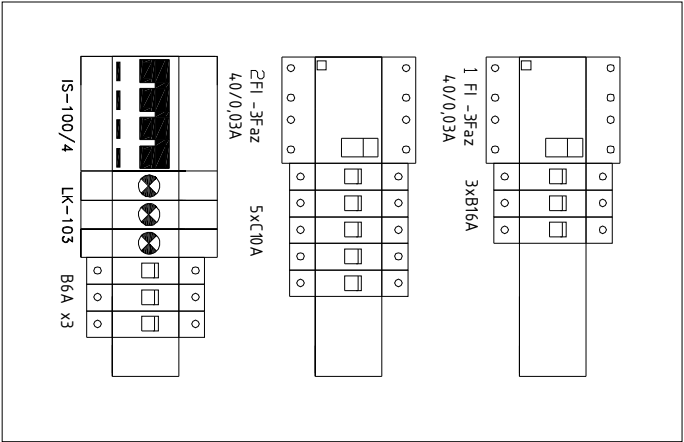 IS-100/4
LK-103
B6A x3
2FI -3Faz
40/0,03A
5xC10A
1 FI -3Faz
40/0,03A
3xB16A